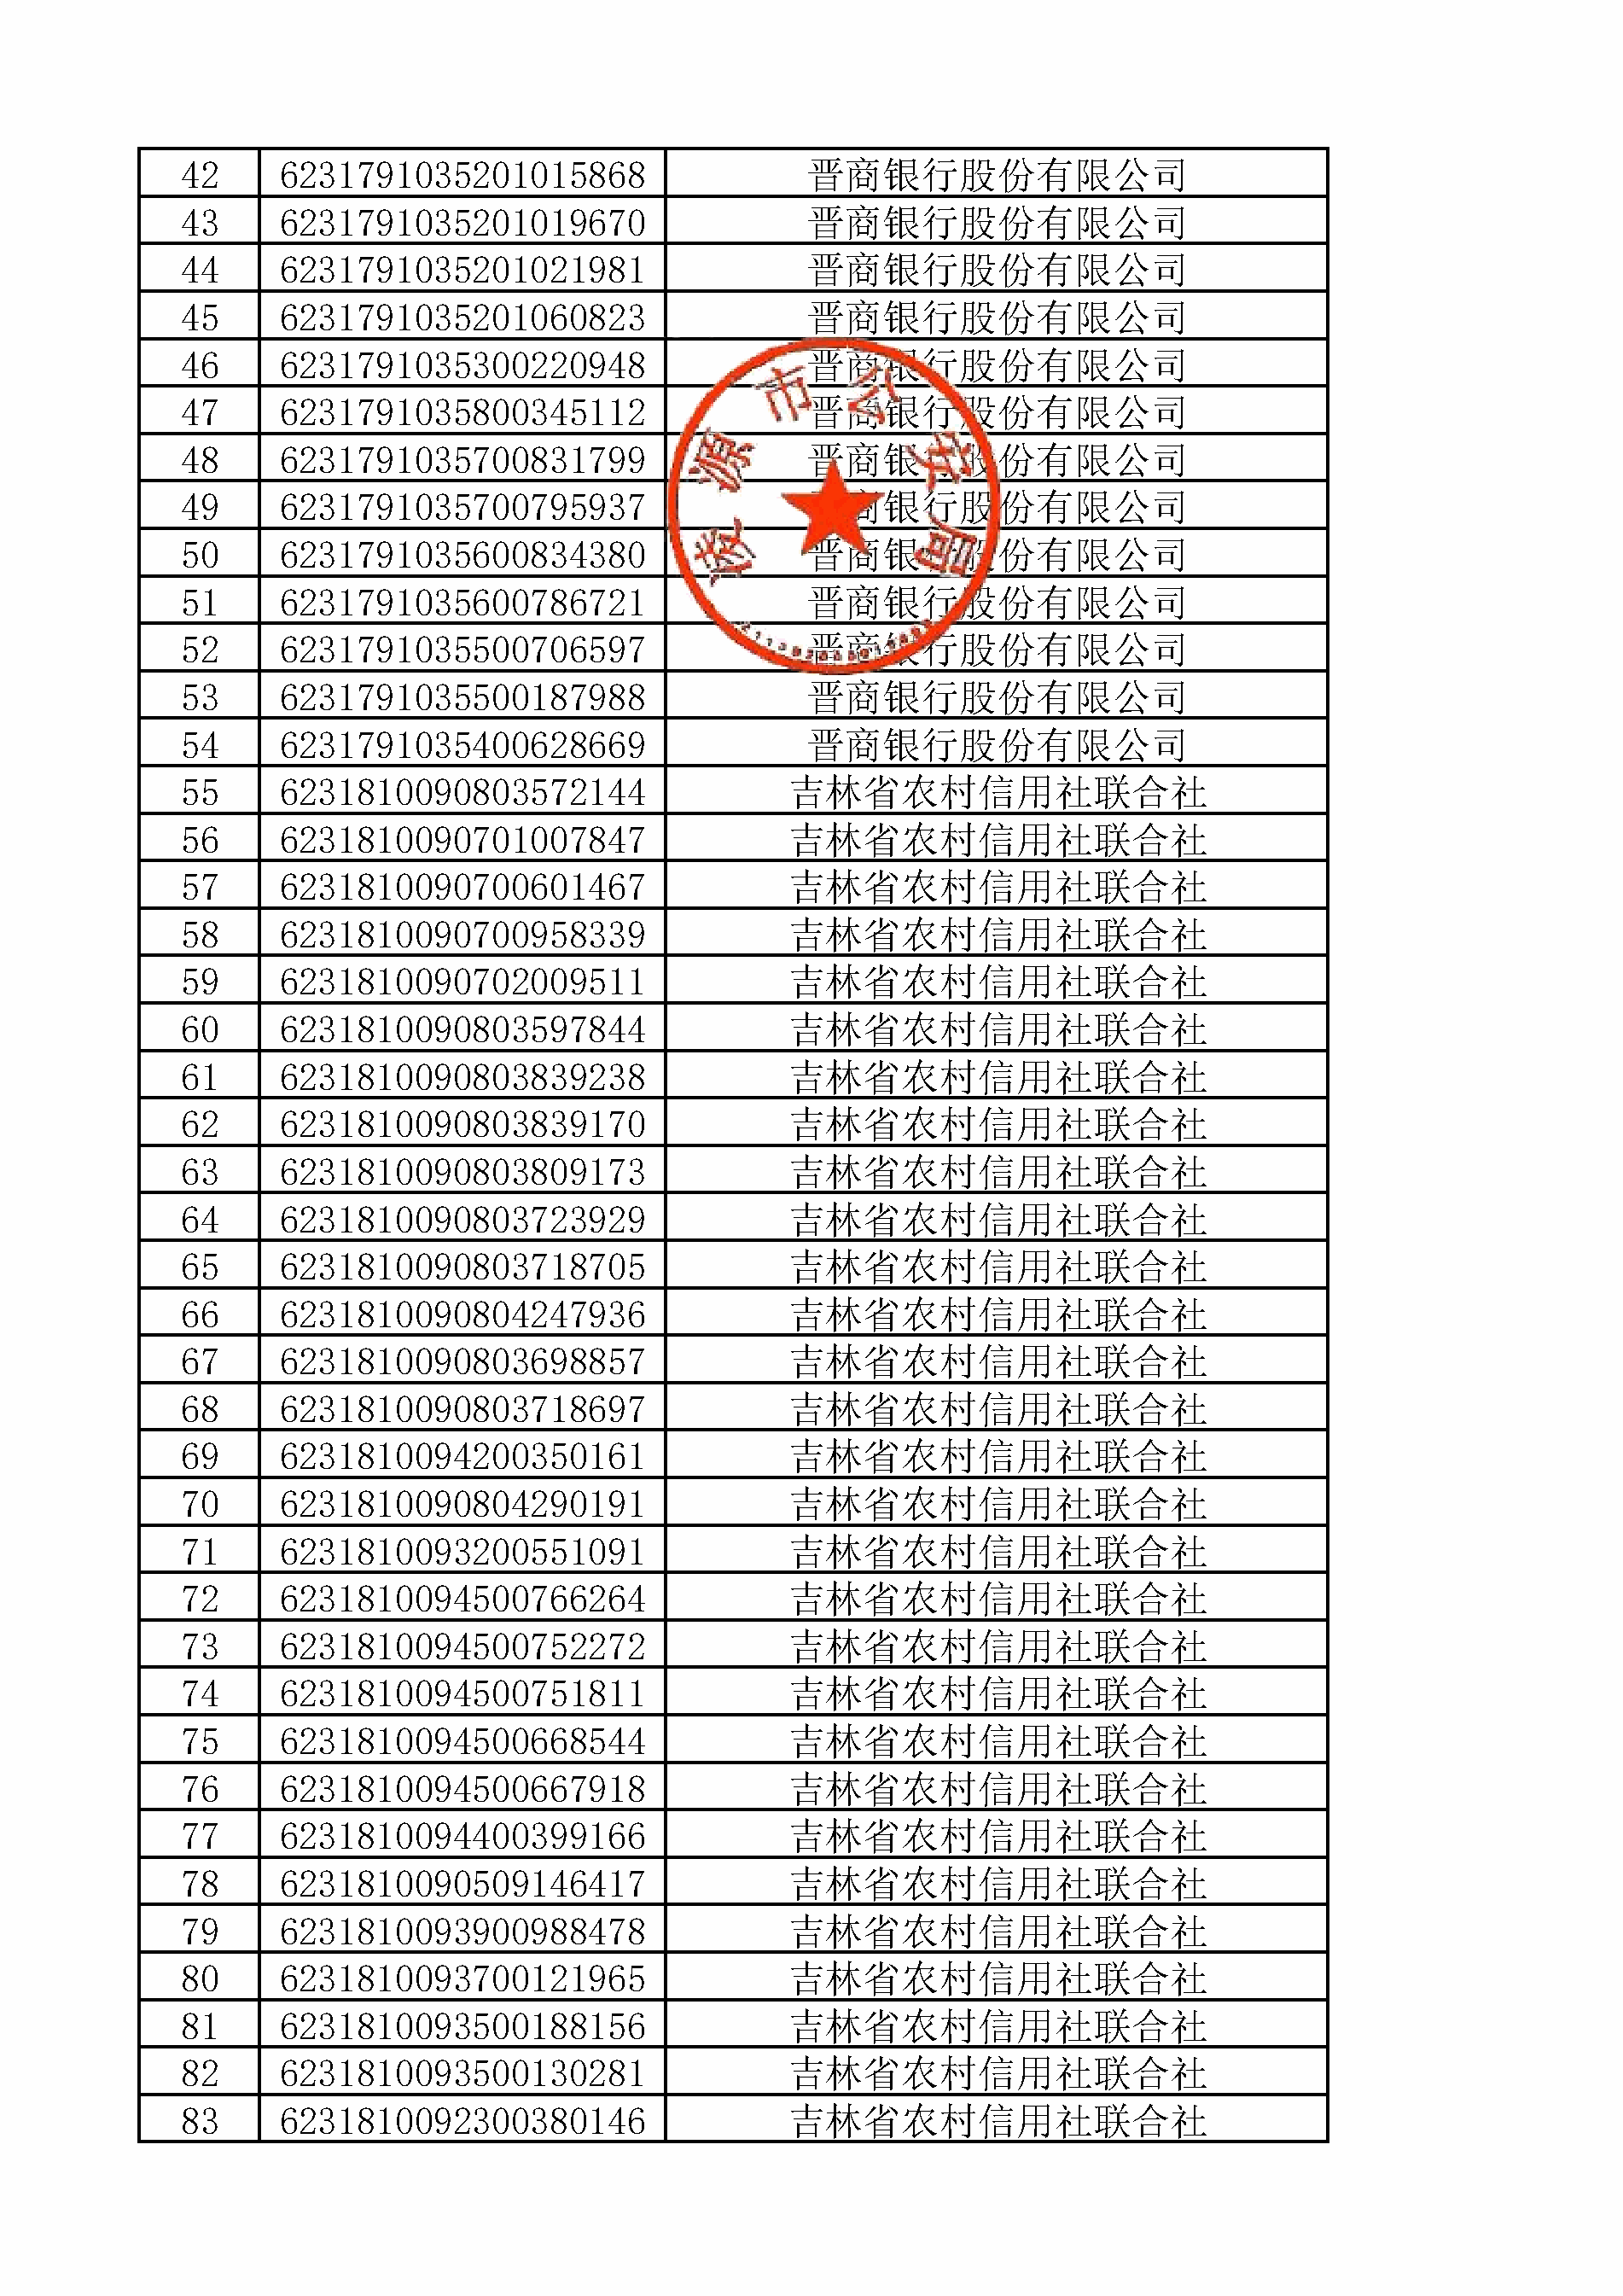 42 6231791035201015868 晋商银行股份有限公司
43 6231791035201019670 晋商银行股份有限公司
44 6231791035201021981 晋商银行股份有限公司
45 6231791035201060823 晋商银行股份有限公司
46 6231791035300220948 晋商银行股份有限公司
47 6231791035800345112 晋商银行股份有限公司
48 6231791035700831799 晋商银行股份有限公司
49 6231791035700795937 晋商银行股份有限公司
50 6231791035600834380 晋商银行股份有限公司
51 6231791035600786721 晋商银行股份有限公司
52 6231791035500706597 晋商银行股份有限公司
53 6231791035500187988 晋商银行股份有限公司
54 6231791035400628669 晋商银行股份有限公司
55 6231810090803572144 吉林省农村信用社联合社
56 6231810090701007847 吉林省农村信用社联合社
57 6231810090700601467 吉林省农村信用社联合社
58 6231810090700958339 吉林省农村信用社联合社
59 6231810090702009511 吉林省农村信用社联合社
60 6231810090803597844 吉林省农村信用社联合社
61 6231810090803839238 吉林省农村信用社联合社
62 6231810090803839170 吉林省农村信用社联合社
63 6231810090803809173 吉林省农村信用社联合社
64 6231810090803723929 吉林省农村信用社联合社
65 6231810090803718705 吉林省农村信用社联合社
66 6231810090804247936 吉林省农村信用社联合社
67 6231810090803698857 吉林省农村信用社联合社
68 6231810090803718697 吉林省农村信用社联合社
69 6231810094200350161 吉林省农村信用社联合社
70 6231810090804290191 吉林省农村信用社联合社
71 6231810093200551091 吉林省农村信用社联合社
72 6231810094500766264 吉林省农村信用社联合社
73 6231810094500752272 吉林省农村信用社联合社
74 6231810094500751811 吉林省农村信用社联合社
75 6231810094500668544 吉林省农村信用社联合社
76 6231810094500667918 吉林省农村信用社联合社
77 6231810094400399166 吉林省农村信用社联合社
78 6231810090509146417 吉林省农村信用社联合社
79 6231810093900988478 吉林省农村信用社联合社
80 6231810093700121965 吉林省农村信用社联合社
81 6231810093500188156 吉林省农村信用社联合社
82 6231810093500130281 吉林省农村信用社联合社
83 6231810092300380146 吉林省农村信用社联合社
凌源市公安局